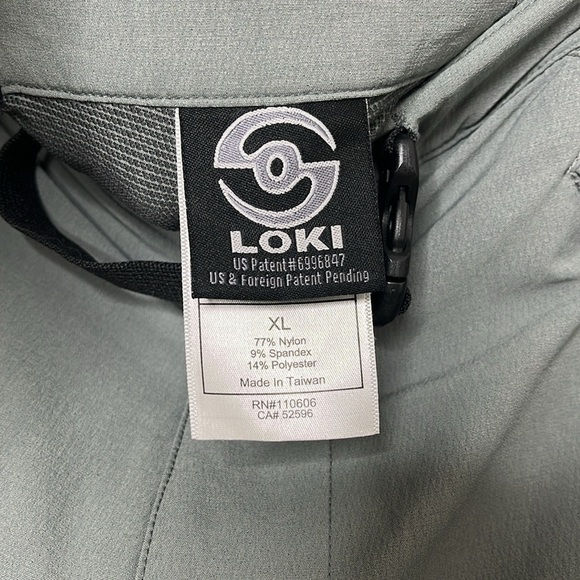 LOKI
US Patent#6996847
US & Foreign Patent Pending
XL
77% Nylon
9% Spandex
14% Polyester
Made In Taiwan
RN#110606
CA# 52596